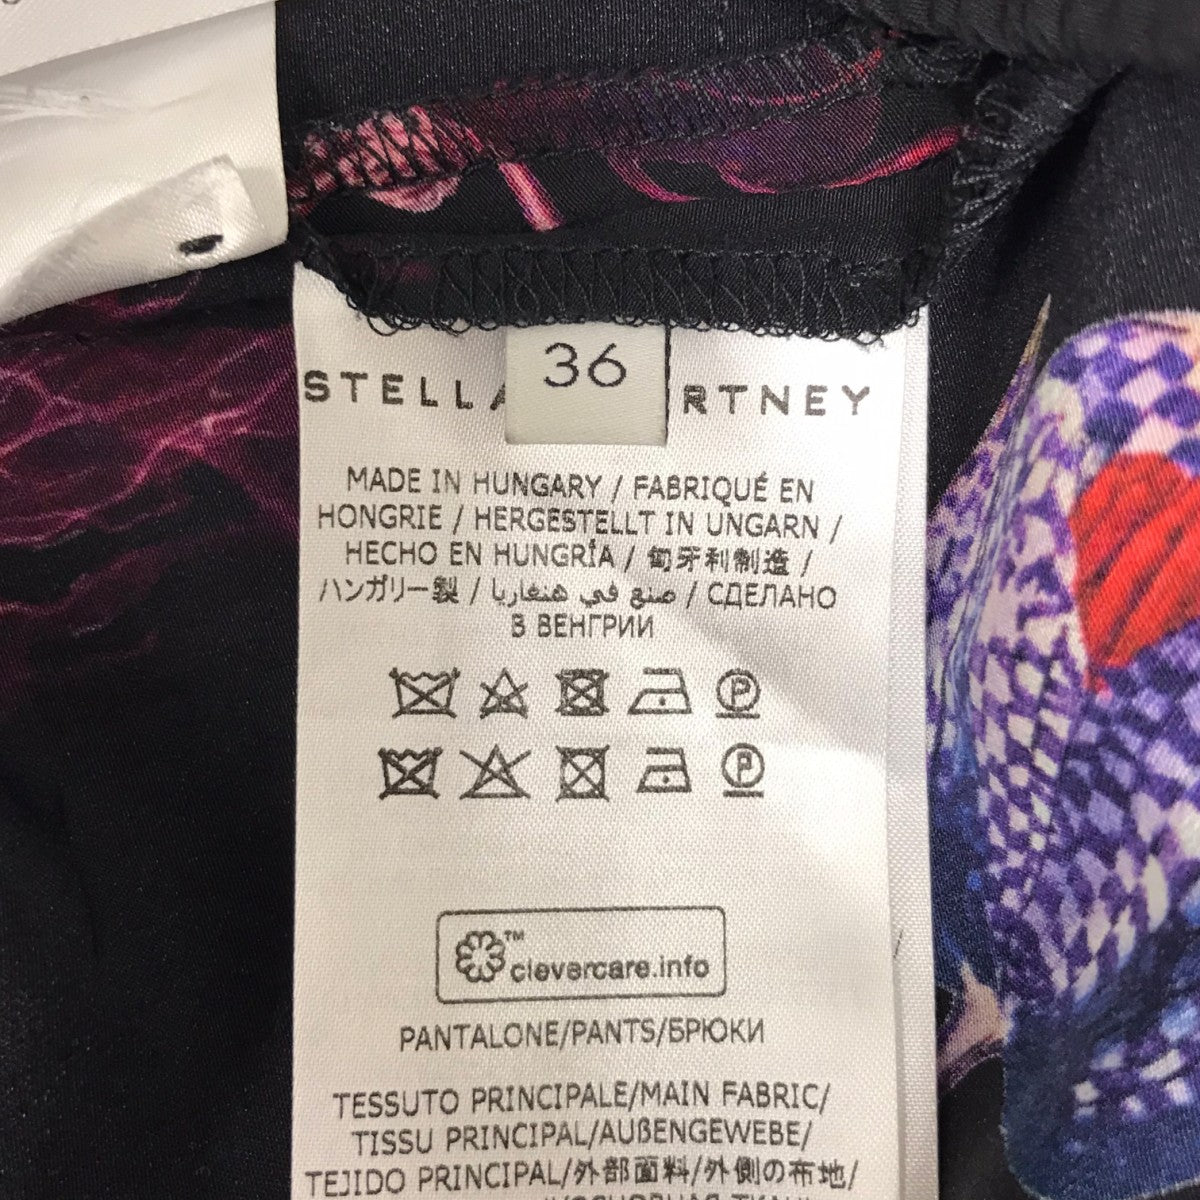 36
STELLA RTNEY
MADE IN HUNGARY / FABRIQUÉ EN
HONGRIE / HERGESTELLT IN UNGARN /
HECHO EN HUNGRÍA / 匈牙利制造 /
ハンガリー製 / صنع في هنغاريا / СДЕЛАНО
В ВЕНГРИИ
P
P
™
clevercare.info
PANTALONE/PANTS/БРЮКИ
TESSUTO PRINCIPALE/MAIN FABRIC/
TISSU PRINCIPAL/AUßENGEWEBE/
TEJIDO PRINCIPAL/外部面料/外側の布地/